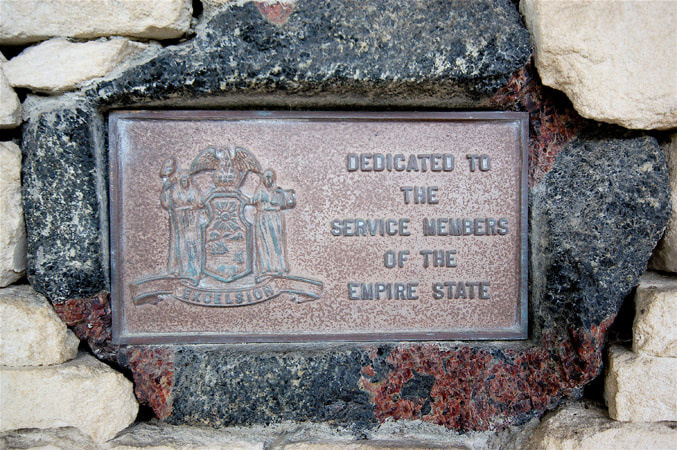 EXCELSIOR
DEDICATED TO
THE
SERVICE MEMBERS
OF THE
EMPIRE STATE